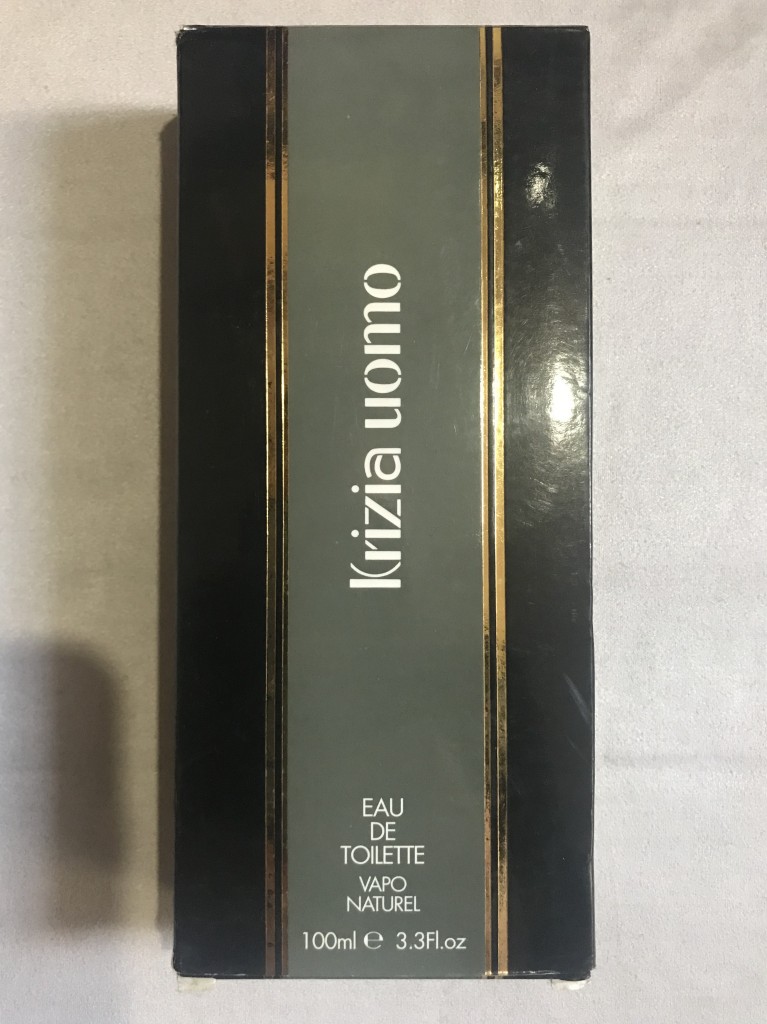 Krizia uomo
EAU
DE
TOILETTE
VAPO
NATUREL
100ml ℮ 3.3Fl.oz